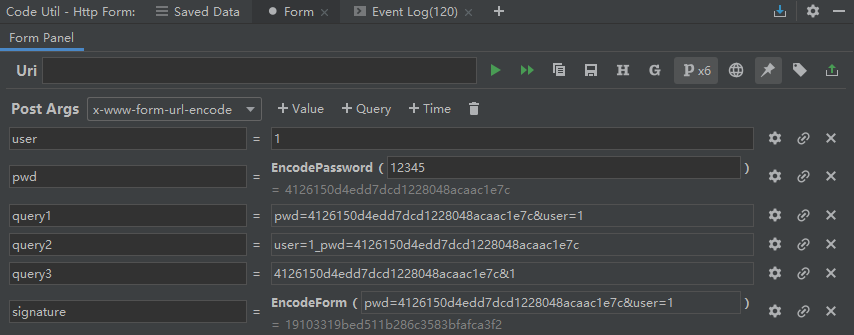 Code Util - Http Form: Saved Data Form Event Log(120)
Form Panel
Uri H G P x6
Post Args x-www-form-url-encode + Value + Query + Time
user = 1
pwd = EncodePassword ( 12345 )
= 4126150d4edd7dcd1228048acaac1e7c
query1 = pwd=4126150d4edd7dcd1228048acaac1e7c&user=1
query2 = user=1_pwd=4126150d4edd7dcd1228048acaac1e7c
query3 = 4126150d4edd7dcd1228048acaac1e7c&1
signature = EncodeForm ( pwd=4126150d4edd7dcd1228048acaac1e7c&user=1 )
= 19103319bed511b286c3583bfafca3f2